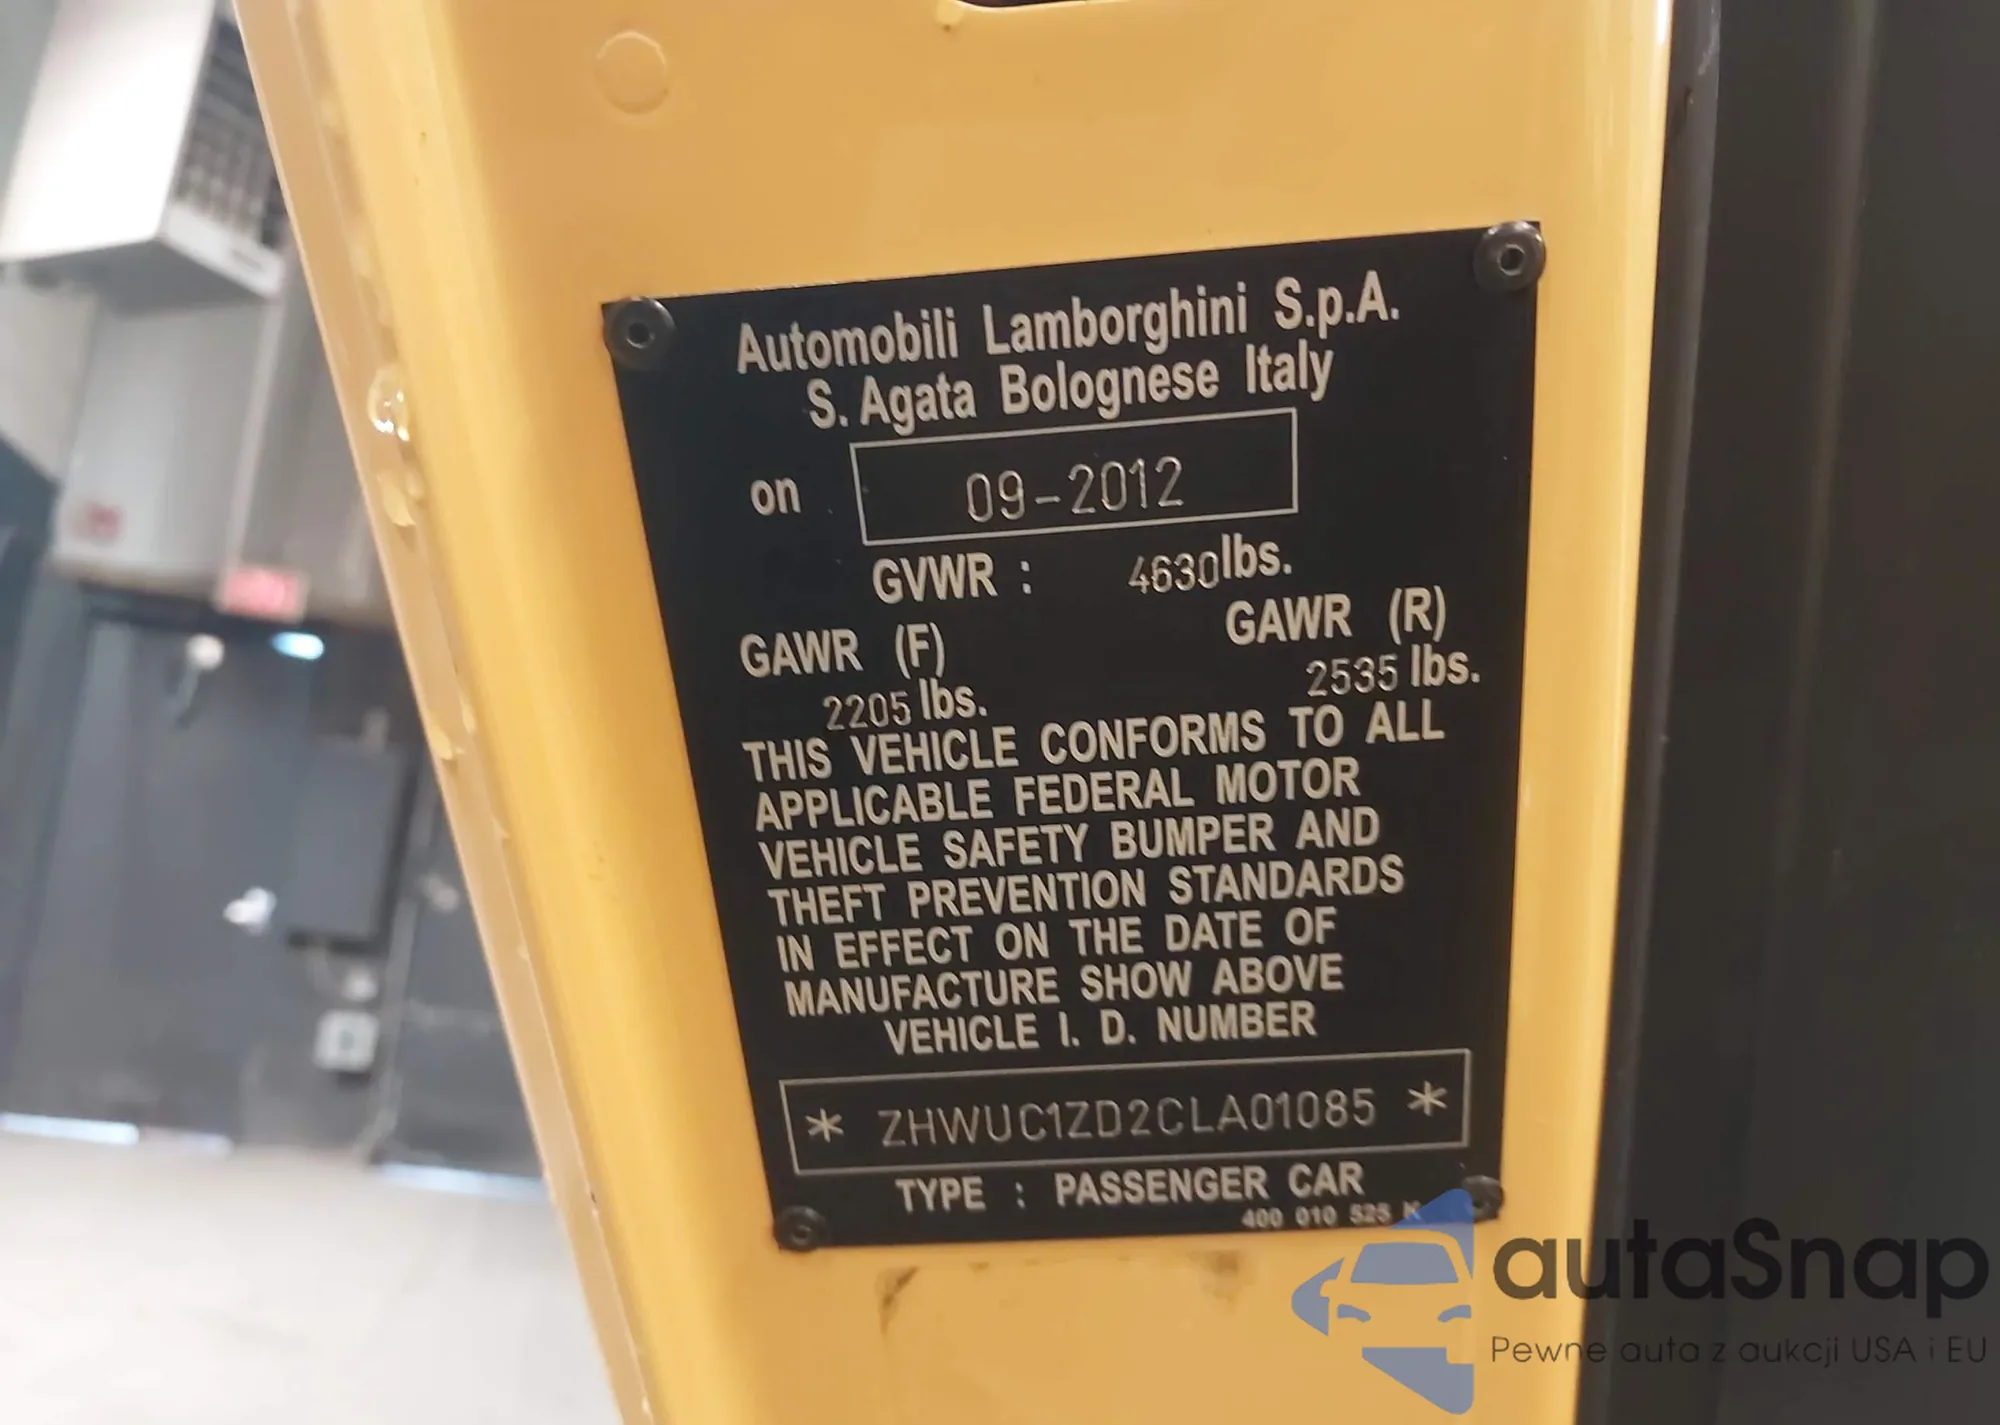 Automobili Lamborghini S.p.A.
S. Agata Bolognese Italy
on 09-2012
GVWR : 4630lbs.
GAWR (F) GAWR (R)
2205 lbs. 2535 lbs.
THIS VEHICLE CONFORMS TO ALL
APPLICABLE FEDERAL MOTOR
VEHICLE SAFETY BUMPER AND
THEFT PREVENTION STANDARDS
IN EFFECT ON THE DATE OF
MANUFACTURE SHOW ABOVE
VEHICLE I. D. NUMBER
* ZHWUC1ZD2CLA01085 *
TYPE : PASSENGER CAR
400 010 525 K
autaSnap
Pewne auta z aukcji USA i EU